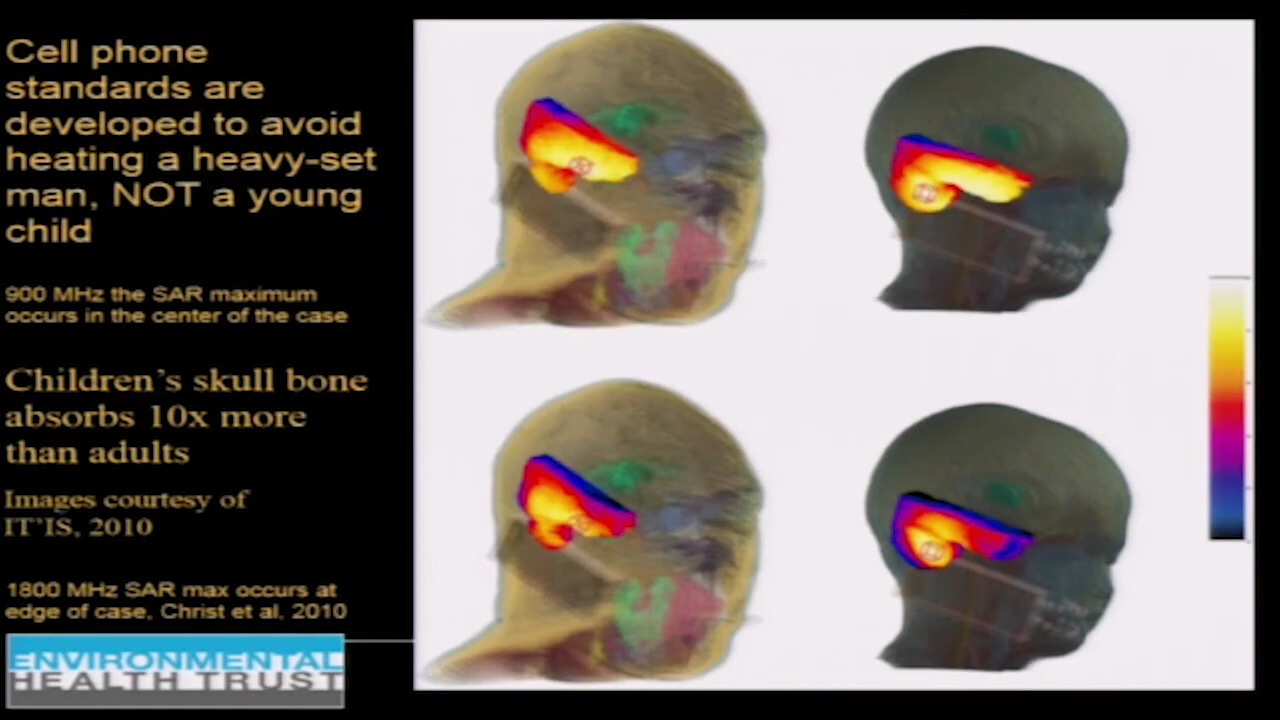 Cell phone
standards are
developed to avoid
heating a heavy-set
man, NOT a young
child
900 MHz the SAR maximum
occurs in the center of the case
Children's skull bone
absorbs 10x more
than adults
Images courtesy of
IT'IS, 2010
1800 MHz SAR max occurs at
edge of case, Christ et al, 2010
ENVIRONMENTAL
HEALTH TRUST